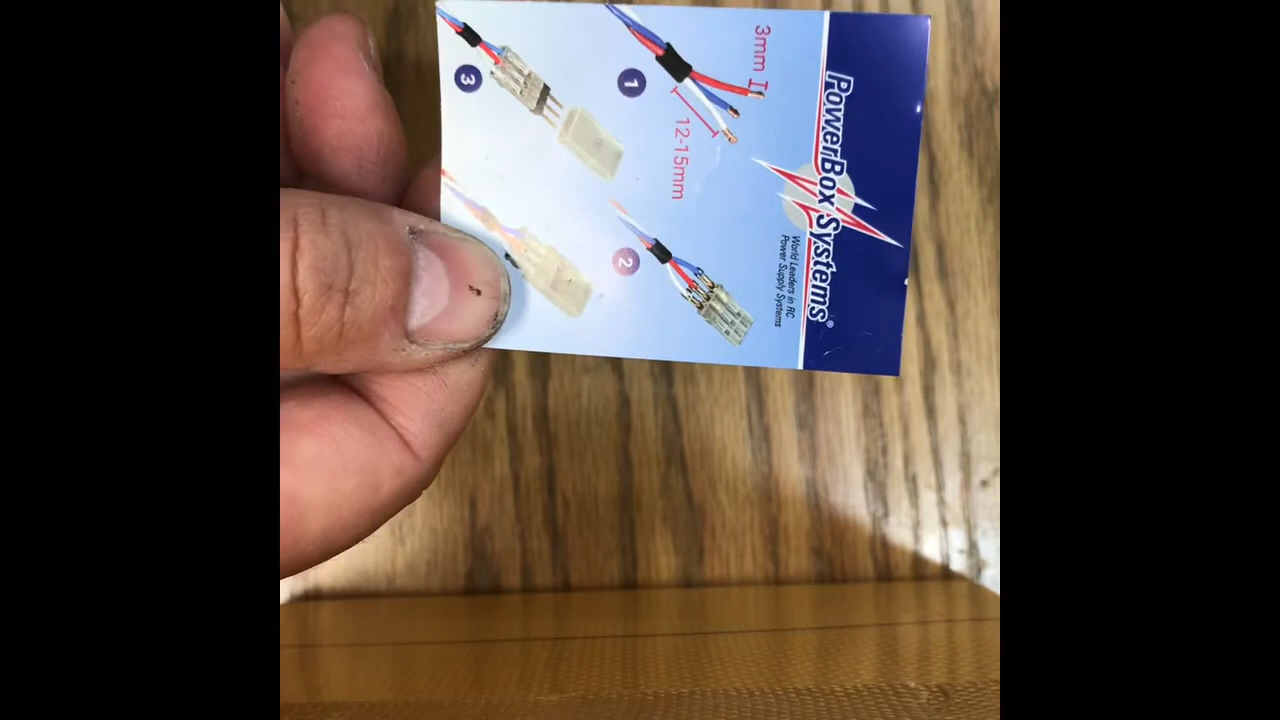 PowerBox Systems®
World Leaders in RC
Power Supply Systems
3mm
12-15mm
1
2
3